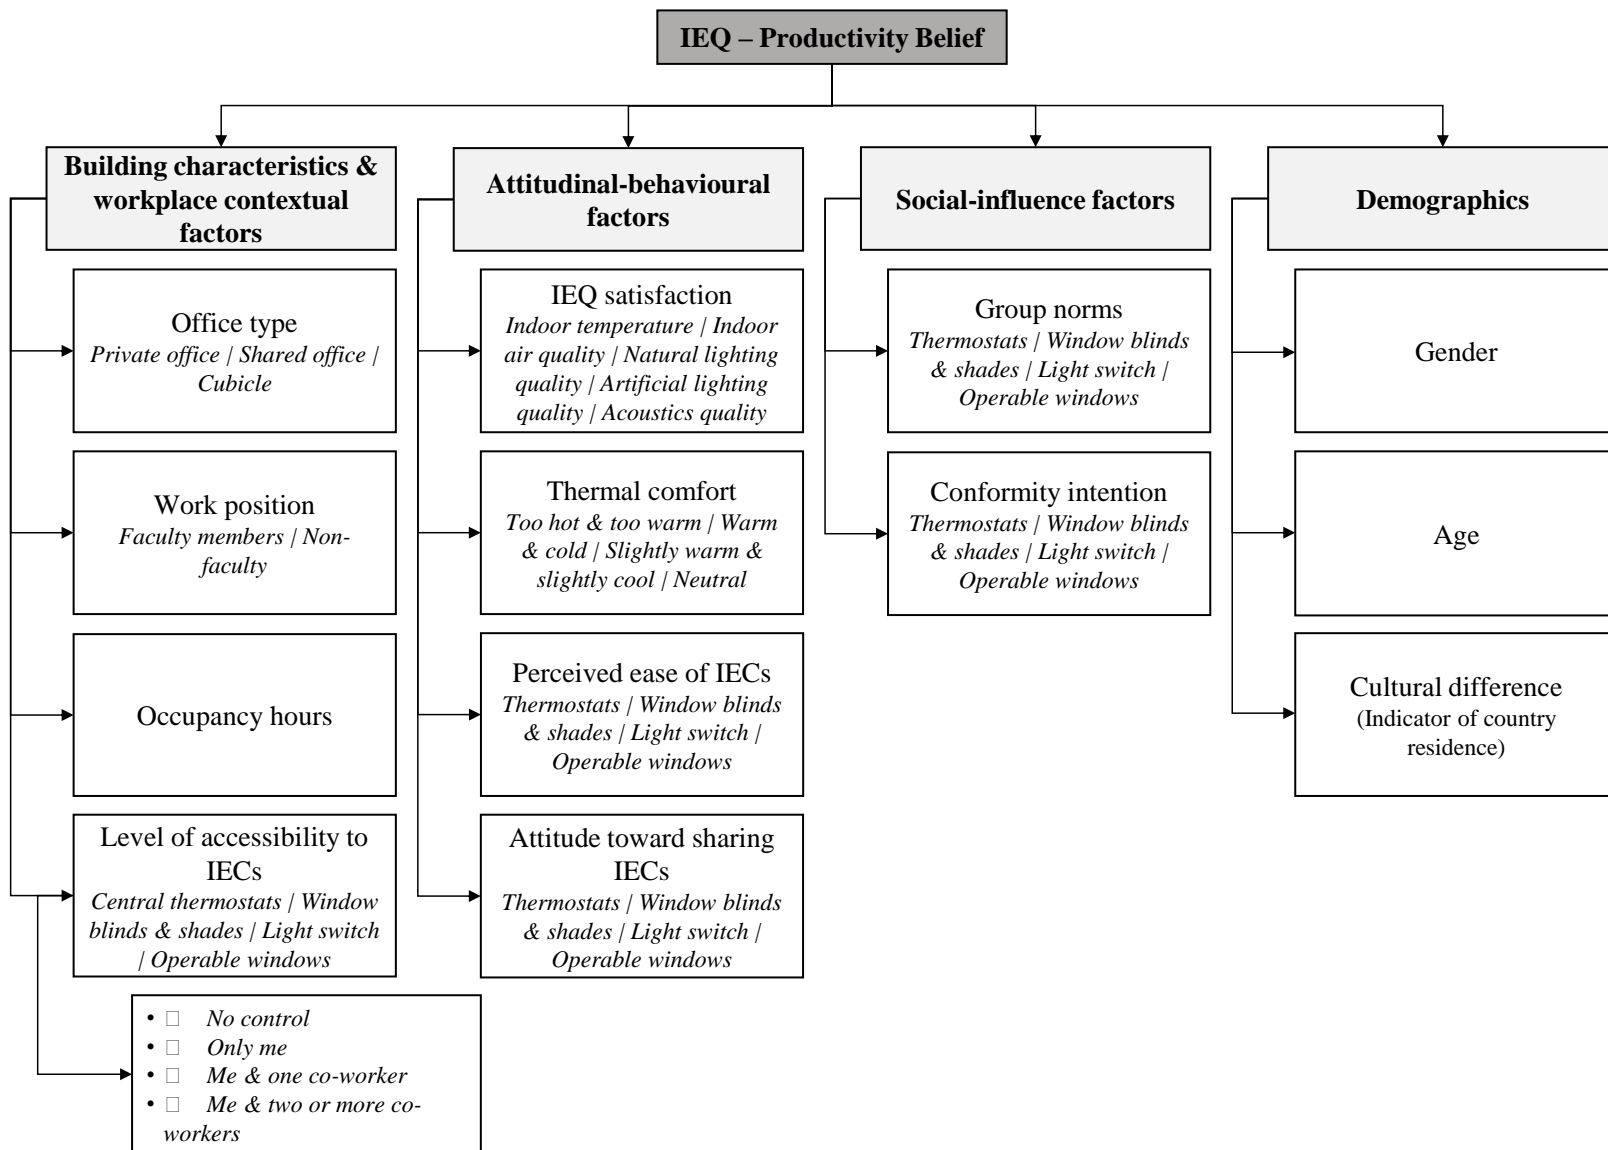 IEQ – Productivity Belief
Building characteristics &
workplace contextual
factors
Office type
Private office | Shared office |
Cubicle
Work position
Faculty members | Non-
faculty
Occupancy hours
Level of accessibility to
IECs
Central thermostats | Window
blinds & shades | Light switch
| Operable windows
• □ No control
• □ Only me
• □ Me & one co-worker
• □ Me & two or more co-
workers
Attitudinal-behavioural
factors
IEQ satisfaction
Indoor temperature | Indoor
air quality | Natural lighting
quality | Artificial lighting
quality | Acoustics quality
Thermal comfort
Too hot & too warm | Warm
& cold | Slightly warm &
slightly cool | Neutral
Perceived ease of IECs
Thermostats | Window blinds
& shades | Light switch |
Operable windows
Attitude toward sharing
IECs
Thermostats | Window blinds
& shades | Light switch |
Operable windows
Social-influence factors
Group norms
Thermostats | Window blinds
& shades | Light switch |
Operable windows
Conformity intention
Thermostats | Window blinds
& shades | Light switch |
Operable windows
Demographics
Gender
Age
Cultural difference
(Indicator of country
residence)